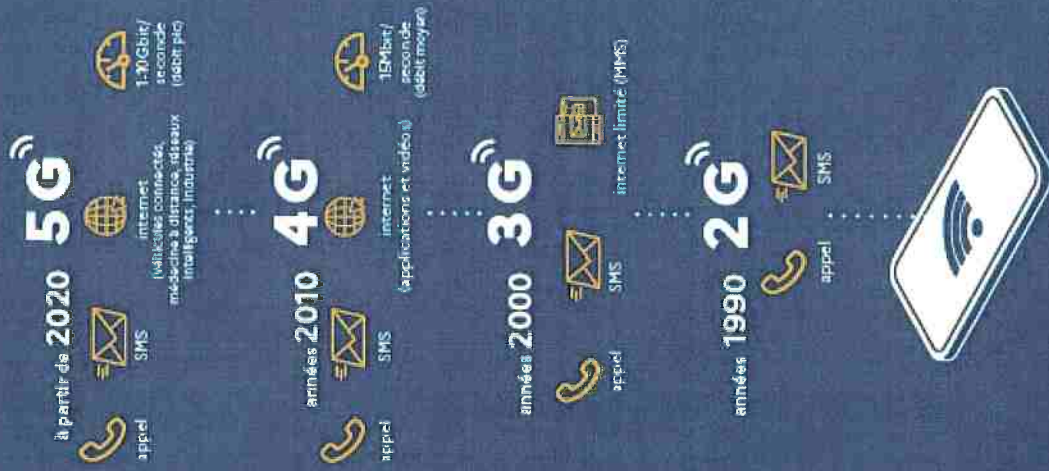 à partir de 2020 5G
appel
SMS
internet
(véhicules connectés,
médecine à distance, réseaux
intelligents, industrie)
1-10Gbit/
seconde
(débit pic)
années 2010 4G
appel
SMS
internet
(applications et vidéos)
15Mbit/
seconde
(débit moyen)
années 2000 3G
appel
SMS
internet limité (MMS)
années 1990 2G
appel
SMS